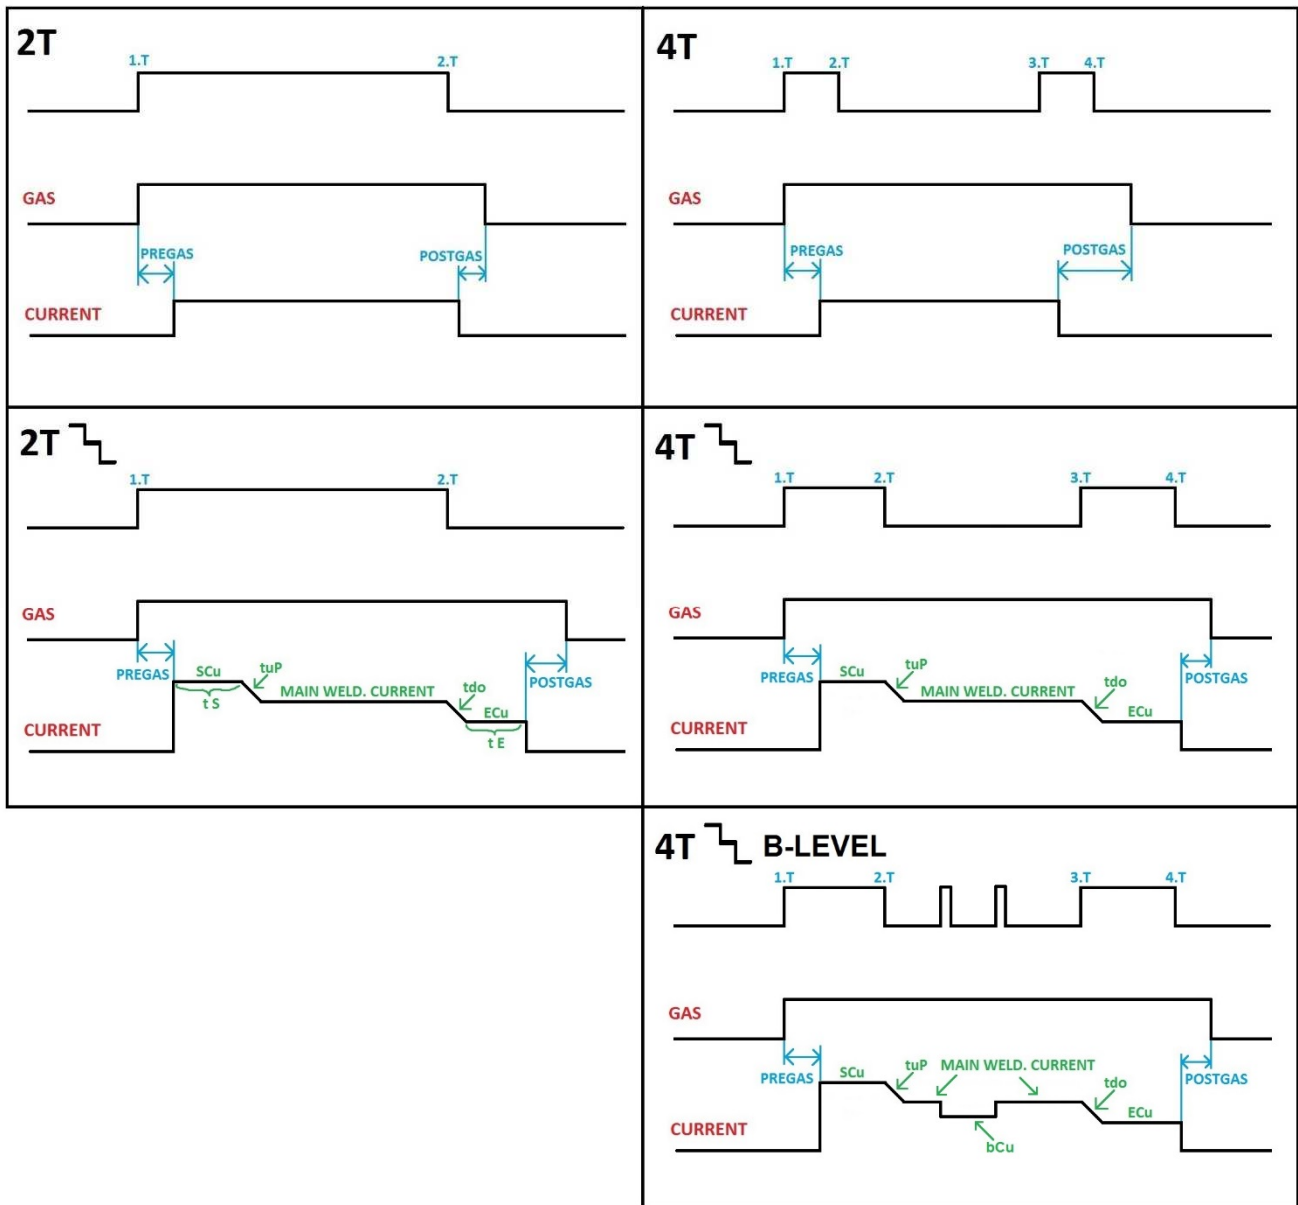 2T
1.T
2.T
GAS
PREGAS
POSTGAS
CURRENT
4T
1.T
2.T
3.T
4.T
GAS
PREGAS
POSTGAS
CURRENT
2T
1.T
2.T
GAS
PREGAS
SCu
t S
tuP
MAIN WELD. CURRENT
tdo
ECu
t E
POSTGAS
CURRENT
4T
1.T
2.T
3.T
4.T
GAS
PREGAS
SCu
tuP
MAIN WELD. CURRENT
tdo
ECu
POSTGAS
CURRENT
4T B-LEVEL
1.T
2.T
3.T
4.T
GAS
PREGAS
SCu
tuP
MAIN WELD. CURRENT
tdo
ECu
POSTGAS
CURRENT
bCu